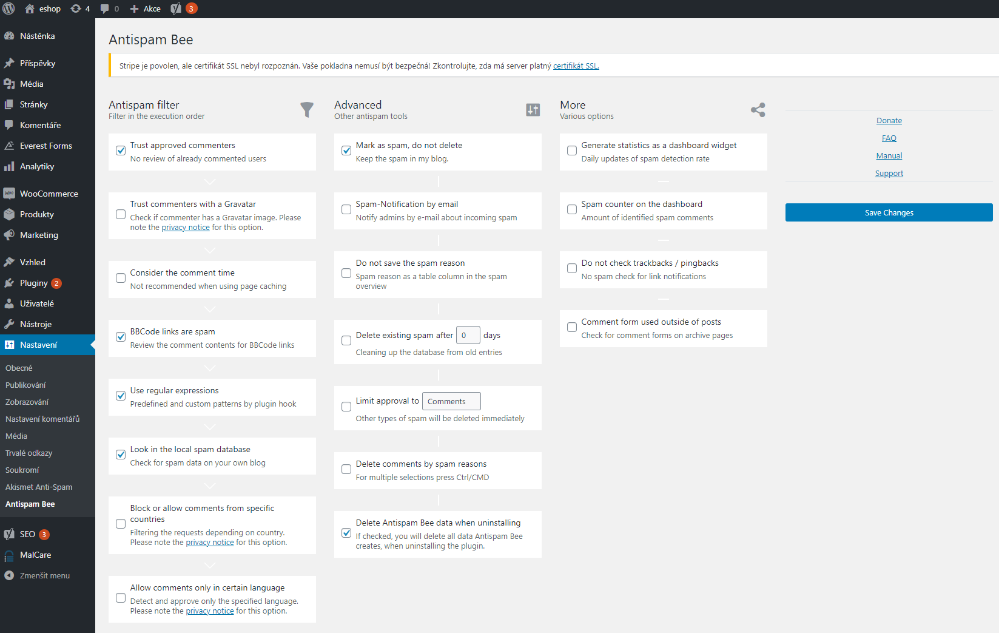 eshop
4
0
Akce
3
Nástěnka
Příspěvky
Média
Stránky
Komentáře
Everest Forms
Analytiky
WooCommerce
Produkty
Marketing
Vzhled
Pluginy 2
Uživatelé
Nástroje
Nastavení
Obecné
Publikování
Zobrazování
Nastavení komentářů
Média
Trvalé odkazy
Soukromí
Akismet Anti-Spam
Antispam Bee
SEO 3
MalCare
Zmenšit menu
Antispam Bee
Stripe je povolen, ale certifikát SSL nebyl rozpoznán. Vaše pokladna nemusí být bezpečná! Zkontrolujte, zda má server platný certifikát SSL.
Antispam filter
Filter in the execution order
Trust approved commenters
No review of already commented users
Trust commenters with a Gravatar
Check if commenter has a Gravatar image. Please
note the privacy notice for this option.
Consider the comment time
Not recommended when using page caching
BBCode links are spam
Review the comment contents for BBCode links
Use regular expressions
Predefined and custom patterns by plugin hook
Look in the local spam database
Check for spam data on your own blog
Block or allow comments from specific
countries
Filtering the requests depending on country.
Please note the privacy notice for this option.
Allow comments only in certain language
Detect and approve only the specified language.
Please note the privacy notice for this option.
Advanced
Other antispam tools
Mark as spam, do not delete
Keep the spam in my blog.
Spam-Notification by email
Notify admins by e-mail about incoming spam
Do not save the spam reason
Spam reason as a table column in the spam
overview
Delete existing spam after 0 days
Cleaning up the database from old entries
Limit approval to Comments
Other types of spam will be deleted immediately
Delete comments by spam reasons
For multiple selections press Ctrl/CMD
Delete Antispam Bee data when uninstalling
If checked, you will delete all data Antispam Bee
creates, when uninstalling the plugin.
More
Various options
Generate statistics as a dashboard widget
Daily updates of spam detection rate
Spam counter on the dashboard
Amount of identified spam comments
Do not check trackbacks / pingbacks
No spam check for link notifications
Comment form used outside of posts
Check for comment forms on archive pages
Donate
FAQ
Manual
Support
Save Changes